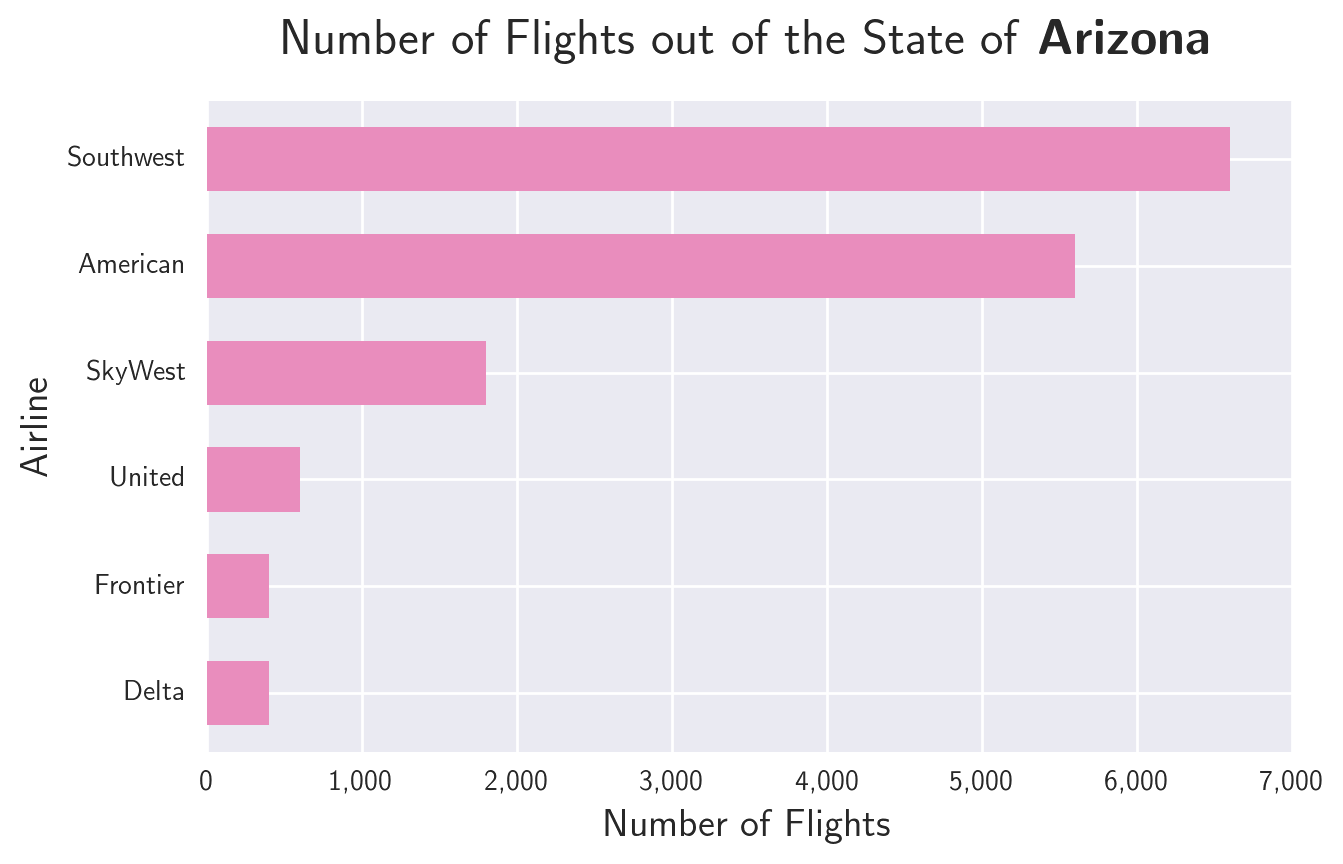 Number of Flights out of the State of Arizona
Southwest
American
SkyWest
United
Frontier
Delta
Airline
0 1,000 2,000 3,000 4,000 5,000 6,000 7,000
Number of Flights